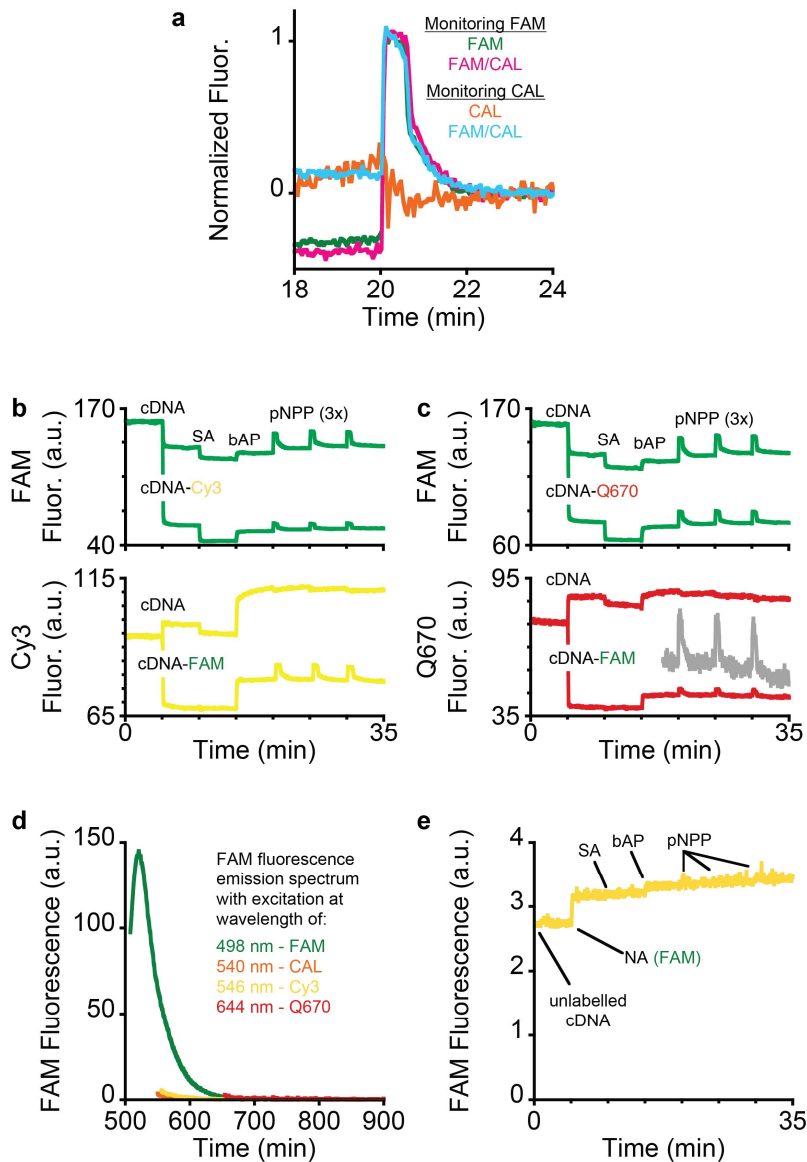 a
Normalized Fluor.
1
0
Monitoring FAM
FAM
FAM/CAL
Monitoring CAL
CAL
FAM/CAL
18 20 22 24
Time (min)
b
FAM
Fluor. (a.u.)
170
40
cDNA
SA
bAP
pNPP (3x)
cDNA-Cy3
Cy3
Fluor. (a.u.)
115
65
cDNA
cDNA-FAM
0 35
Time (min)
c
FAM
Fluor. (a.u.)
170
60
cDNA
SA
bAP
pNPP (3x)
cDNA-Q670
Q670
Fluor. (a.u.)
95
35
cDNA
cDNA-FAM
0 35
Time (min)
d
FAM Fluorescence (a.u.)
150
100
50
0
FAM fluorescence
emission spectrum
with excitation at
wavelength of:
498 nm - FAM
540 nm - CAL
546 nm - Cy3
644 nm - Q670
500 600 700 800 900
Time (min)
e
FAM Fluorescence (a.u.)
4
3
2
1
0
SA
bAP
pNPP
NA (FAM)
unlabelled
cDNA
0 35
Time (min)